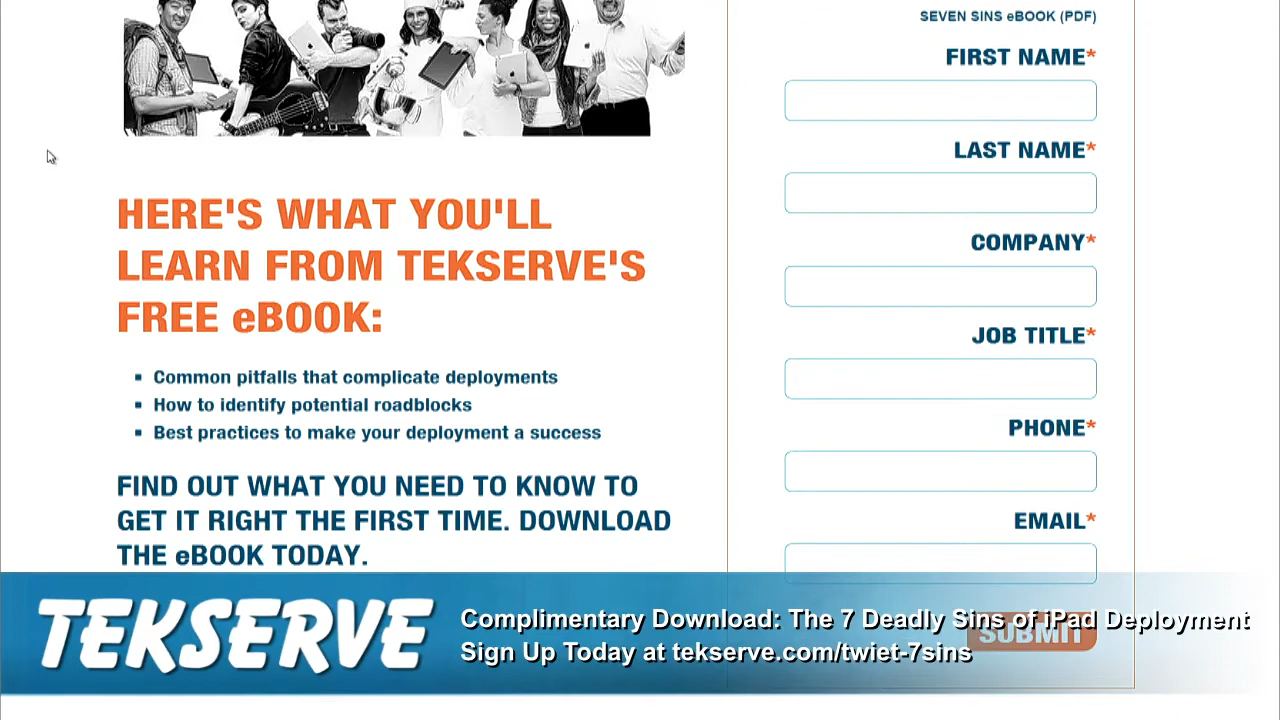 SEVEN SINS eBOOK (PDF)
FIRST NAME*
LAST NAME*
COMPANY*
JOB TITLE*
PHONE*
EMAIL*
SUBMIT
HERE'S WHAT YOU'LL
LEARN FROM TEKSERVE'S
FREE eBOOK:
▪ Common pitfalls that complicate deployments
▪ How to identify potential roadblocks
▪ Best practices to make your deployment a success
FIND OUT WHAT YOU NEED TO KNOW TO
GET IT RIGHT THE FIRST TIME. DOWNLOAD
THE eBOOK TODAY.
TEKSERVE
Complimentary Download: The 7 Deadly Sins of iPad Deployment
Sign Up Today at tekserve.com/twiet-7sins